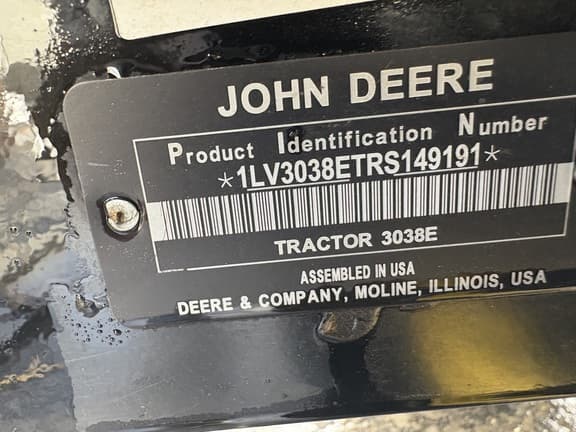 JOHN DEERE
Product Identification Number
*1LV3038ETRS149191*
TRACTOR 3038E
ASSEMBLED IN USA
DEERE & COMPANY, MOLINE, ILLINOIS, USA